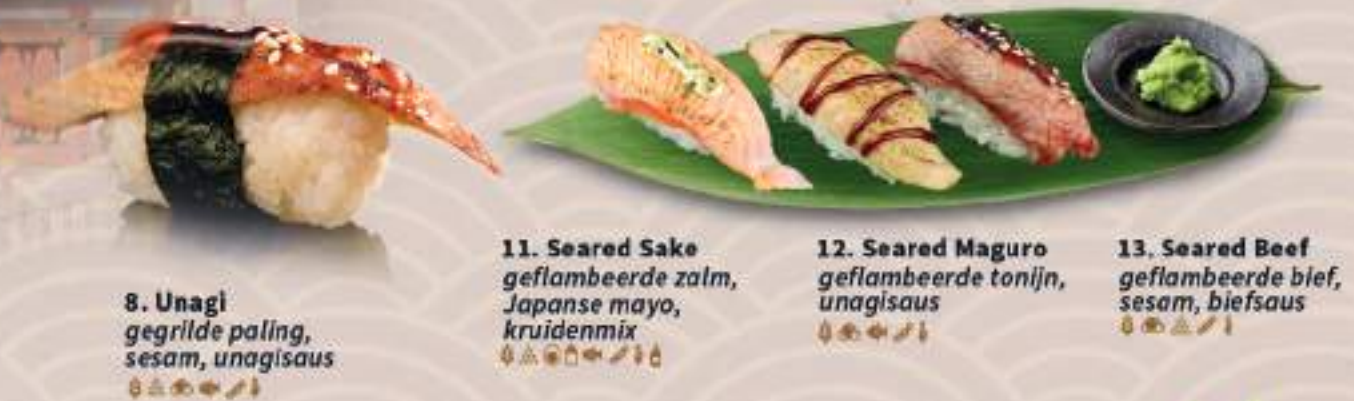 8. Unagi
gegrilde paling,
sesam, unagisaus
11. Seared Sake
geflambeerde zalm,
Japanse mayo,
kruidenmix
12. Seared Maguro
geflambeerde tonijn,
unagisaus
13. Seared Beef
geflambeerde bief,
sesam, biefsaus